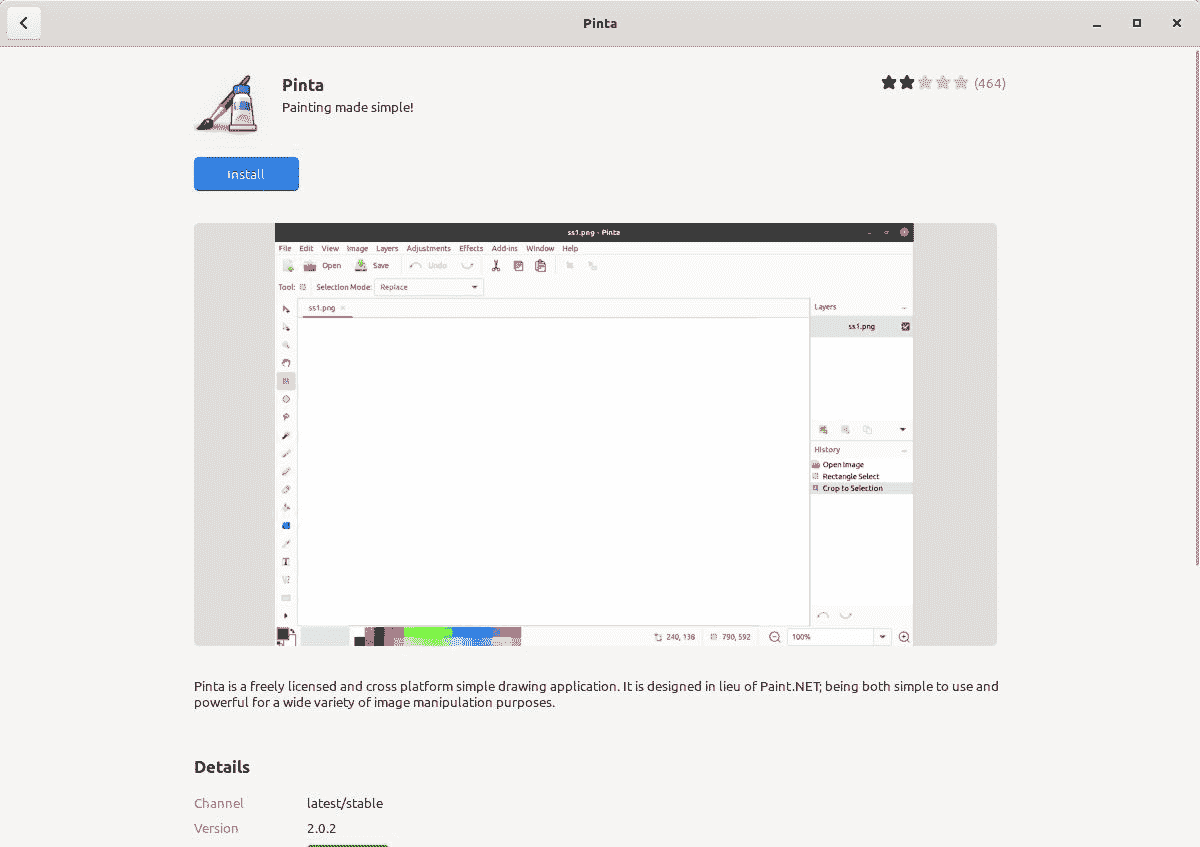 Pinta
Pinta
(464)
Painting made simple!
Install
ss1.png - Pinta
File Edit View Image Layers Adjustments Effects Add-ins Window Help
Open Save Undo
Tool: Selection Mode: Replace
ss1.png
Layers
ss1.png
History
Open Image
Rectangle Select
Crop to Selection
240, 136 790, 592 100%
Pinta is a freely licensed and cross platform simple drawing application. It is designed in lieu of Paint.NET; being both simple to use and
powerful for a wide variety of image manipulation purposes.
Details
Channel latest/stable
Version 2.0.2